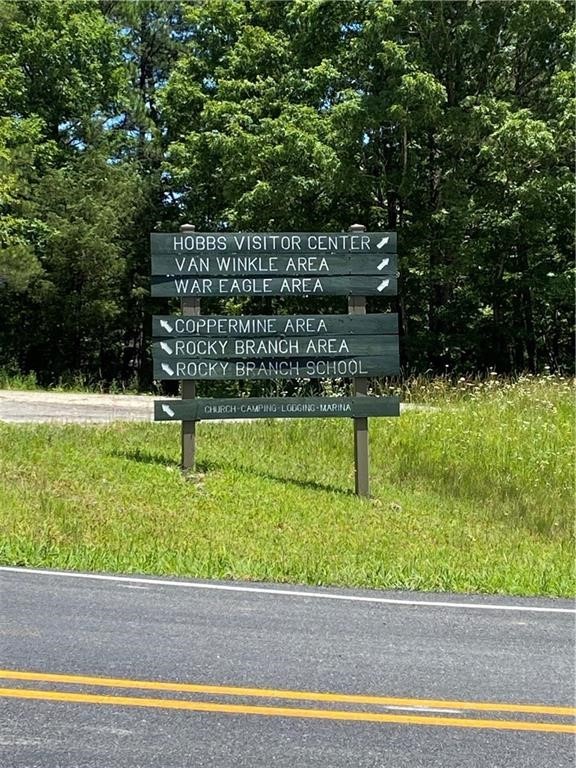 HOBBS VISITOR CENTER
VAN WINKLE AREA
WAR EAGLE AREA
COPPERMINE AREA
ROCKY BRANCH AREA
ROCKY BRANCH SCHOOL
CHURCH-CAMPING-LODGING-MARINA